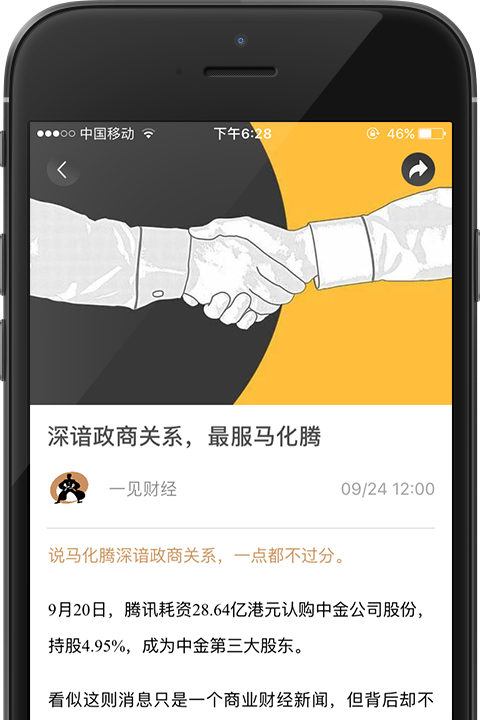 中国移动 下午6:28 46%
深谙政商关系，最服马化腾
一见财经 09/24 12:00
说马化腾深谙政商关系，一点都不过分。
9月20日，腾讯耗资28.64亿港元认购中金公司股份，
持股4.95%，成为中金第三大股东。
看似这则消息只是一个商业财经新闻，但背后却不